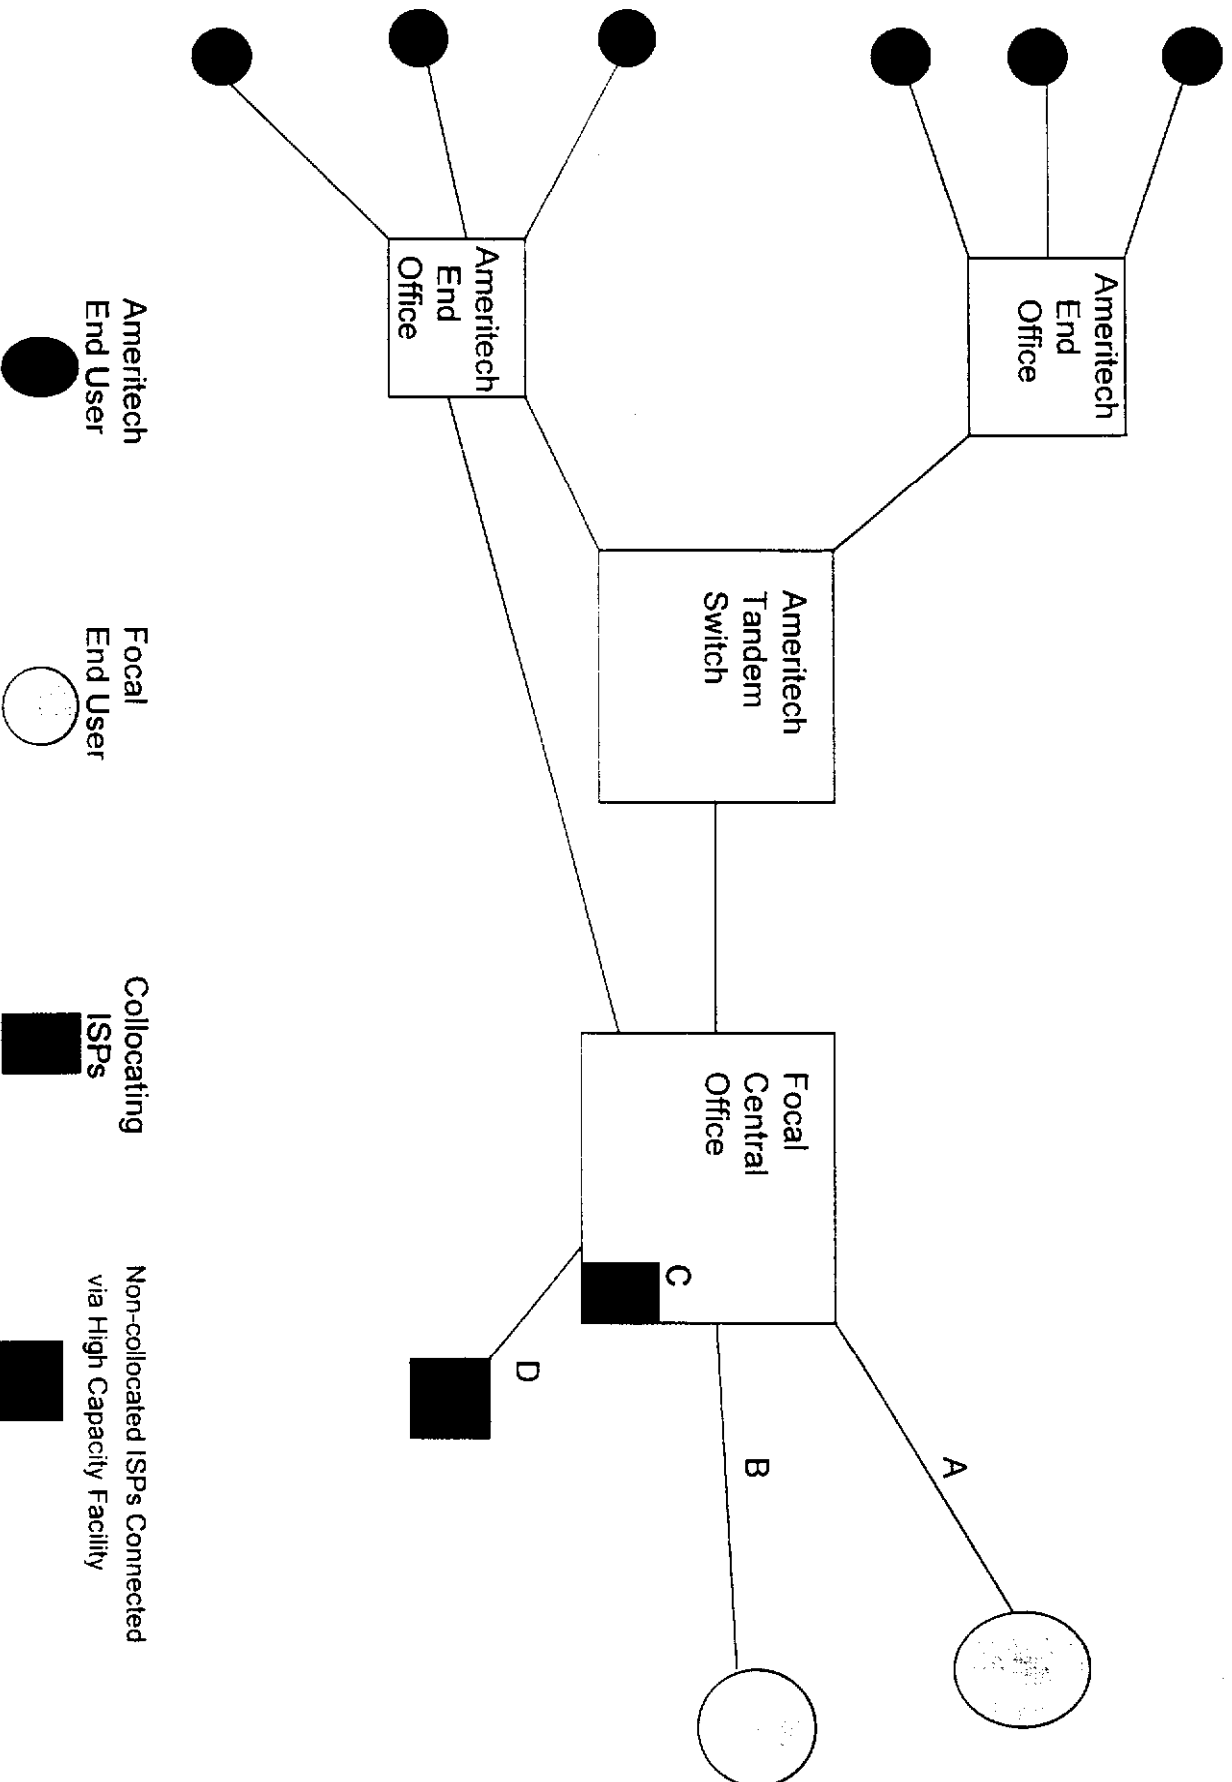 Ameritech
End
Office
Ameritech
End
Office
Ameritech
Tandem
Switch
Focal
Central
Office
A
B
C
D
Ameritech
End User
Focal
End User
Collocating
ISPs
Non-collocated ISPs Connected
via High Capacity Facility